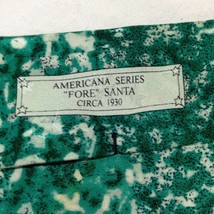 AMERICANA SERIES
"FORE" SANTA
CIRCA 1930